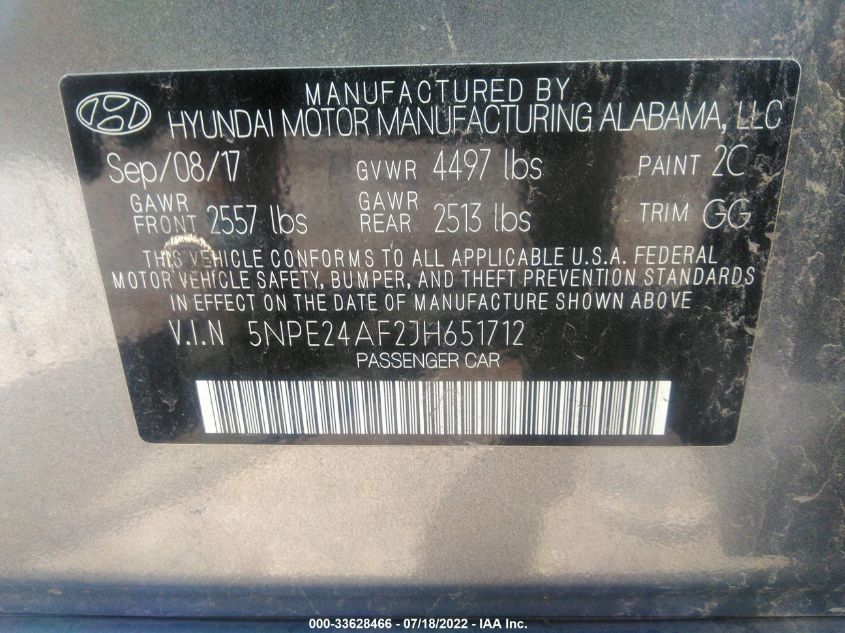 MANUFACTURED BY
HYUNDAI MOTOR MANUFACTURING ALABAMA, LLC
Sep/08/17 GVWR 4497 lbs PAINT 2C
GAWR FRONT 2557 lbs GAWR REAR 2513 lbs TRIM GG
THIS VEHICLE CONFORMS TO ALL APPLICABLE U.S.A. FEDERAL
MOTOR VEHICLE SAFETY, BUMPER, AND THEFT PREVENTION STANDARDS
IN EFFECT ON THE DATE OF MANUFACTURE SHOWN ABOVE.
V.I.N 5NPE24AF2JH651712
PASSENGER CAR
000-33628466 - 07/18/2022 - IAA Inc.